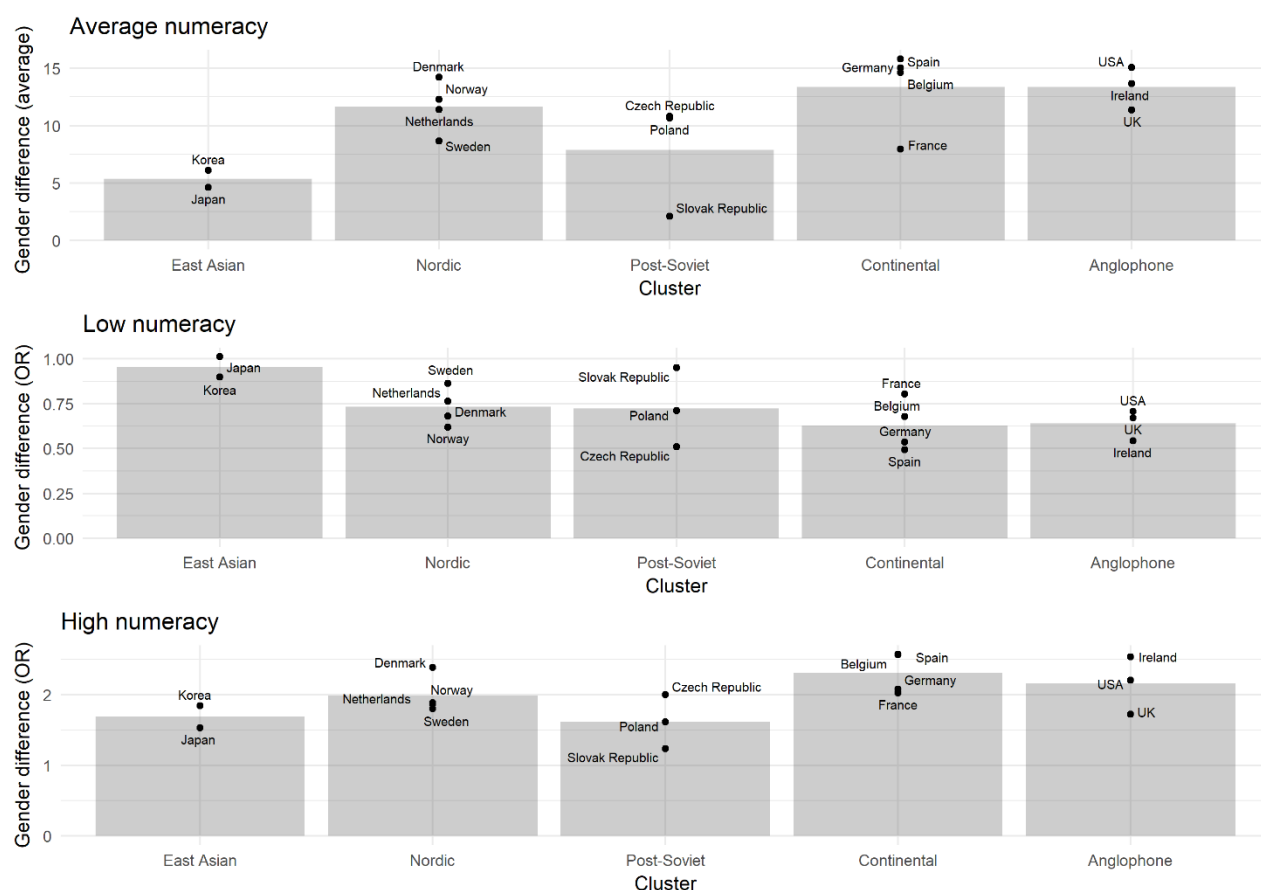 Average numeracy
Gender difference (average)
15
10
5
0
Korea
Japan
Denmark
Norway
Netherlands
Sweden
Czech Republic
Poland
Slovak Republic
Spain
Germany
Belgium
France
USA
Ireland
UK
East Asian
Nordic
Post-Soviet
Continental
Anglophone
Cluster
Low numeracy
Gender difference (OR)
1.00
0.75
0.50
0.25
0.00
Japan
Korea
Sweden
Netherlands
Denmark
Norway
Slovak Republic
Poland
Czech Republic
France
Belgium
Germany
Spain
USA
UK
Ireland
East Asian
Nordic
Post-Soviet
Continental
Anglophone
Cluster
High numeracy
Gender difference (OR)
2
1
0
Korea
Japan
Denmark
Norway
Netherlands
Sweden
Czech Republic
Poland
Slovak Republic
Spain
Belgium
Germany
France
Ireland
USA
UK
East Asian
Nordic
Post-Soviet
Continental
Anglophone
Cluster